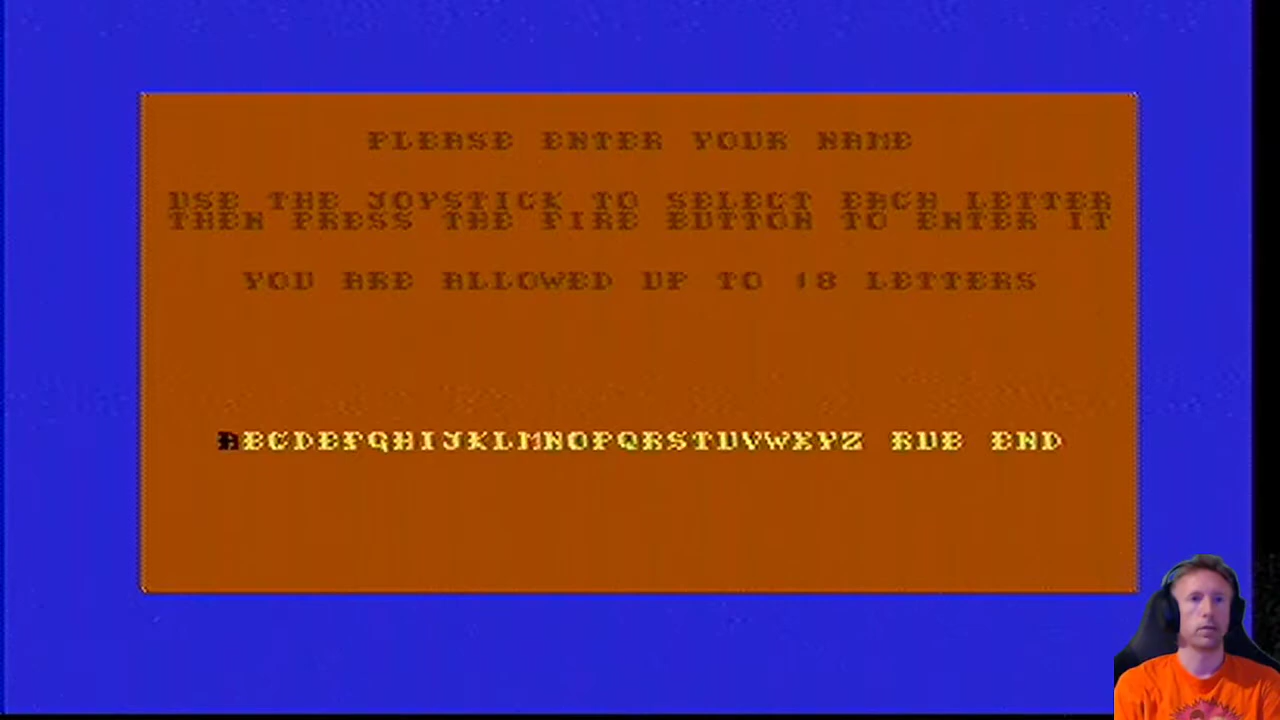 PLEASE ENTER YOUR NAME
USE THE JOYSTICK TO SELECT EACH LETTER
THEN PRESS THE FIRE BUTTON TO ENTER IT
YOU ARE ALLOWED UP TO 18 LETTERS
ABCDEFGHIJKLMNOPQRSTUVWXYZ RUB END